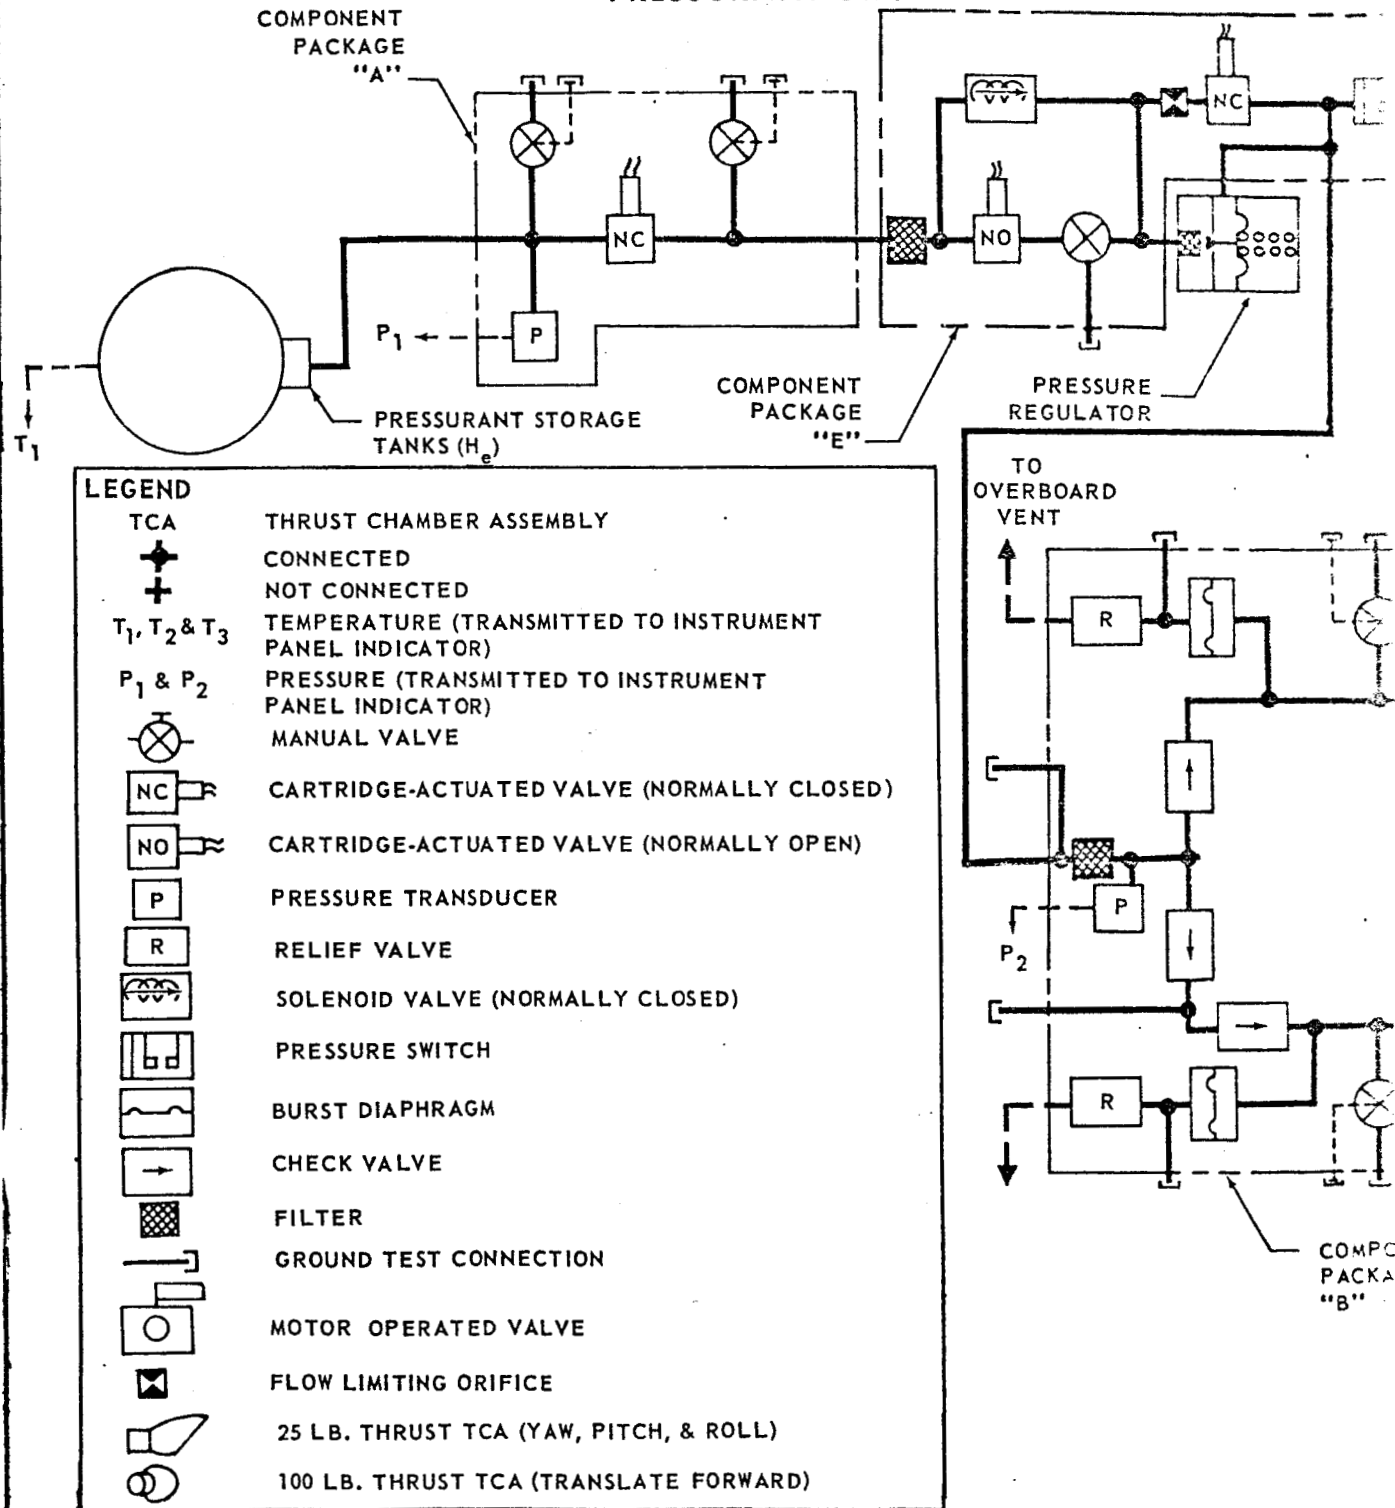 COMPONENT
PACKAGE
"A"
NC
P
P1
T1
PRESSURANT STORAGE
TANKS (He)
NC
NO
COMPONENT
PACKAGE
"E"
PRESSURE
REGULATOR
TO
OVERBOARD
VENT
R
P
P2
R
"B"
LEGEND
TCA THRUST CHAMBER ASSEMBLY
CONNECTED
NOT CONNECTED
T1, T2 & T3 TEMPERATURE (TRANSMITTED TO INSTRUMENT
PANEL INDICATOR)
P1 & P2 PRESSURE (TRANSMITTED TO INSTRUMENT
PANEL INDICATOR)
MANUAL VALVE
NC CARTRIDGE-ACTUATED VALVE (NORMALLY CLOSED)
NO CARTRIDGE-ACTUATED VALVE (NORMALLY OPEN)
P PRESSURE TRANSDUCER
R RELIEF VALVE
SOLENOID VALVE (NORMALLY CLOSED)
PRESSURE SWITCH
BURST DIAPHRAGM
CHECK VALVE
FILTER
GROUND TEST CONNECTION
MOTOR OPERATED VALVE
FLOW LIMITING ORIFICE
25 LB. THRUST TCA (YAW, PITCH, & ROLL)
100 LB. THRUST TCA (TRANSLATE FORWARD)